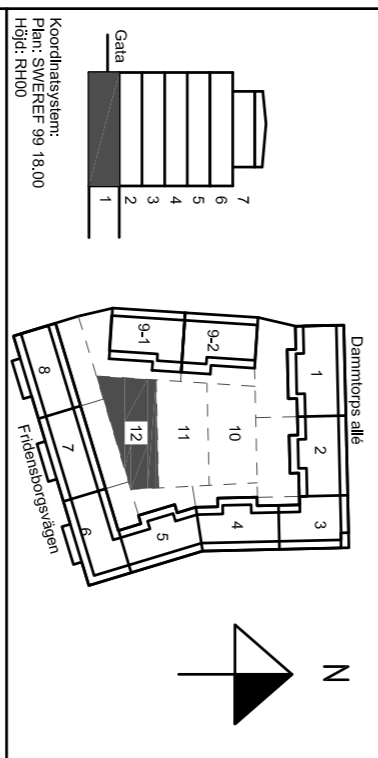 Koordinatsystem:
Plan: SWEREF 99 18.00
Höjd: RH00
Gata
1
2
3
4
5
6
7
Dammtorps allé
1
2
3
4
5
6
7
8
9-1
9-2
10
11
12
Fridensborgsvägen
N